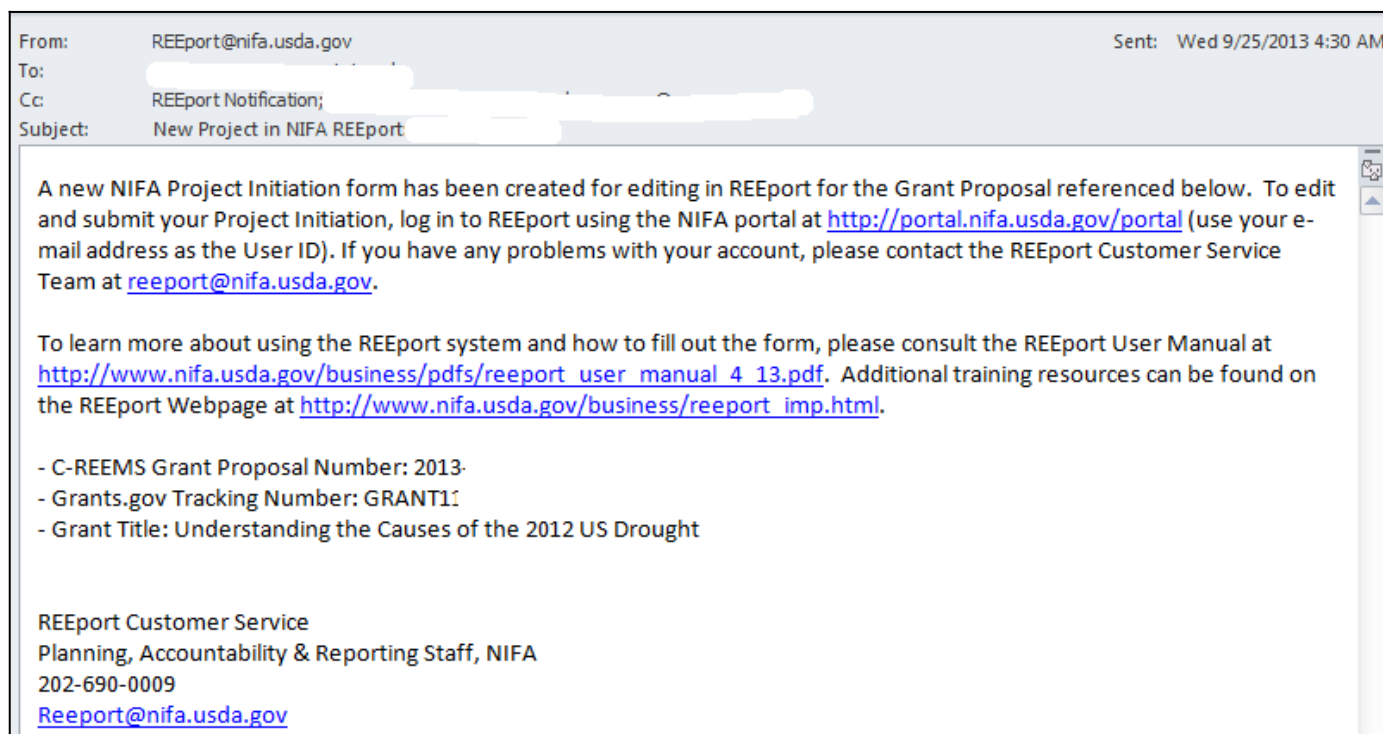 From: REEport@nifa.usda.gov Sent: Wed 9/25/2013 4:30 AM
To:
Cc: REEport Notification;
Subject: New Project in NIFA REEport
A new NIFA Project Initiation form has been created for editing in REEport for the Grant Proposal referenced below. To edit
and submit your Project Initiation, log in to REEport using the NIFA portal at http://portal.nifa.usda.gov/portal (use your e-
mail address as the User ID). If you have any problems with your account, please contact the REEport Customer Service
Team at reeport@nifa.usda.gov.
To learn more about using the REEport system and how to fill out the form, please consult the REEport User Manual at
http://www.nifa.usda.gov/business/pdfs/reeport_user_manual_4_13.pdf. Additional training resources can be found on
the REEport Webpage at http://www.nifa.usda.gov/business/reeport_imp.html.
- C-REEMS Grant Proposal Number: 2013-
- Grants.gov Tracking Number: GRANT11
- Grant Title: Understanding the Causes of the 2012 US Drought
REEport Customer Service
Planning, Accountability & Reporting Staff, NIFA
202-690-0009
Reeport@nifa.usda.gov